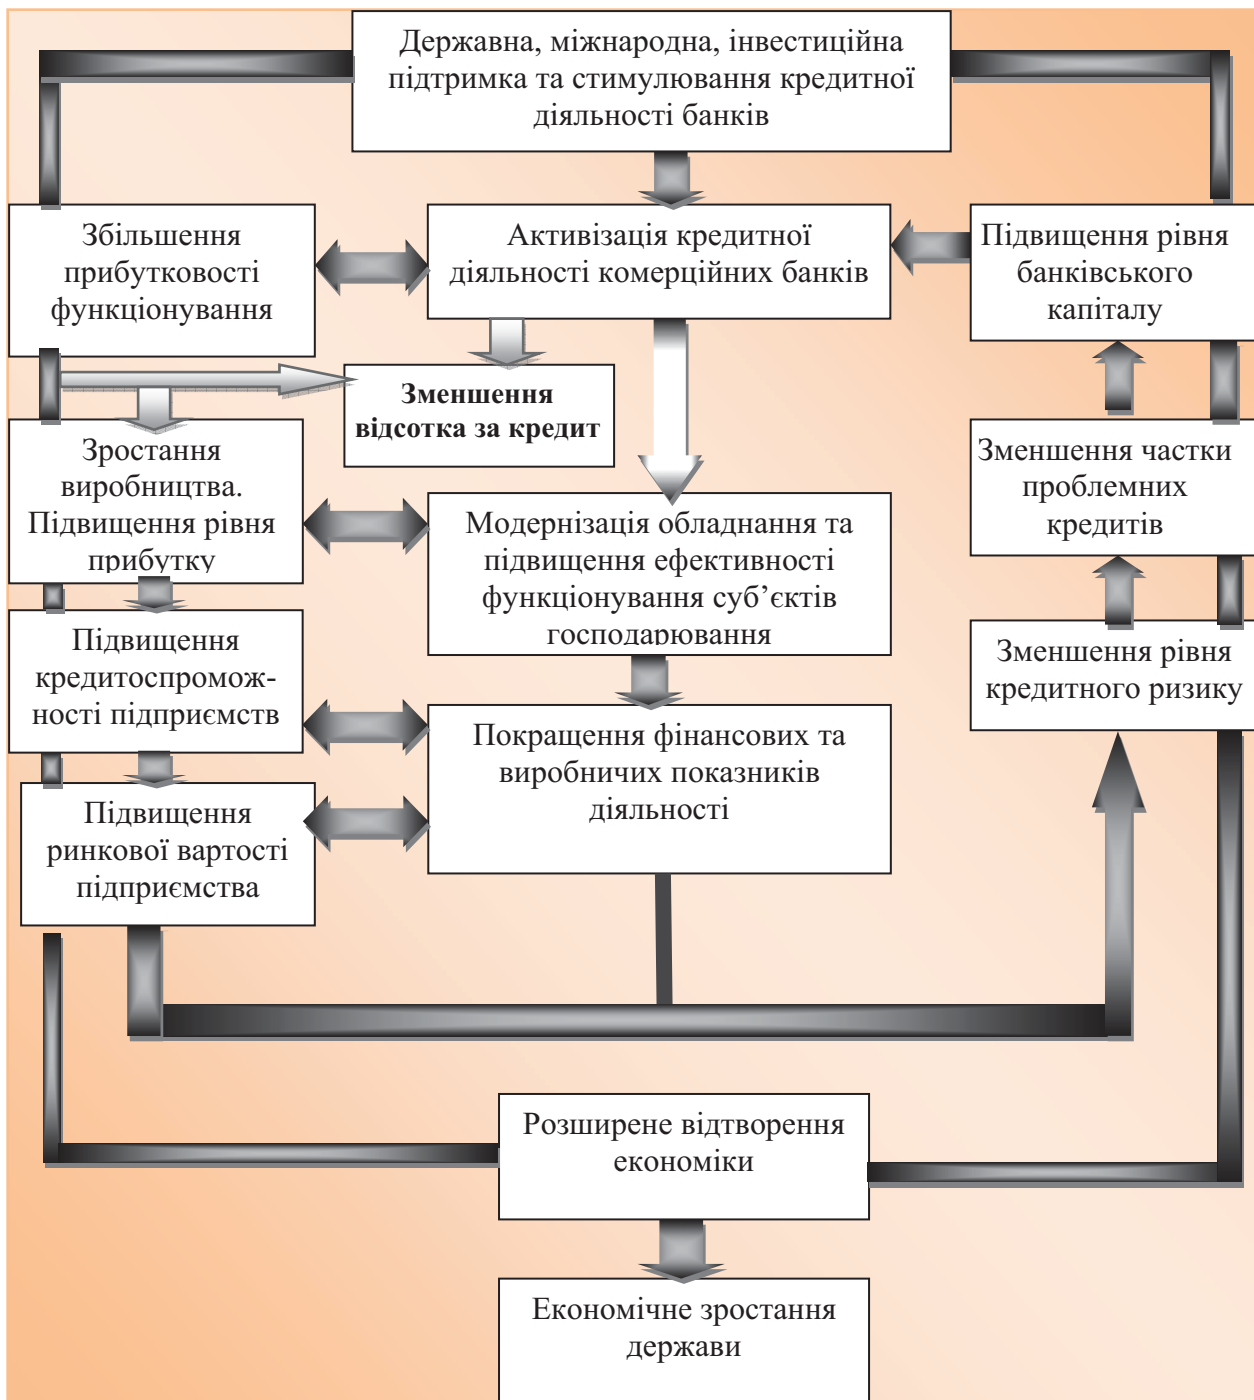 Державна, міжнародна, інвестиційна
підтримка та стимулювання кредитної
діяльності банків
Збільшення
прибутковості
функціонування
Активізація кредитної
діяльності комерційних банків
Підвищення рівня
банківського
капіталу
Зменшення
відсотка за кредит
Зростання
виробництва.
Підвищення рівня
прибутку
Модернізація обладнання та
підвищення ефективності
функціонування суб’єктів
господарювання
Зменшення частки
проблемних
кредитів
Підвищення
кредитоспромож-
ності підприємств
Покращення фінансових та
виробничих показників
діяльності
Зменшення рівня
кредитного ризику
Підвищення
ринкової вартості
підприємства
Розширене відтворення
економіки
Економічне зростання
держави